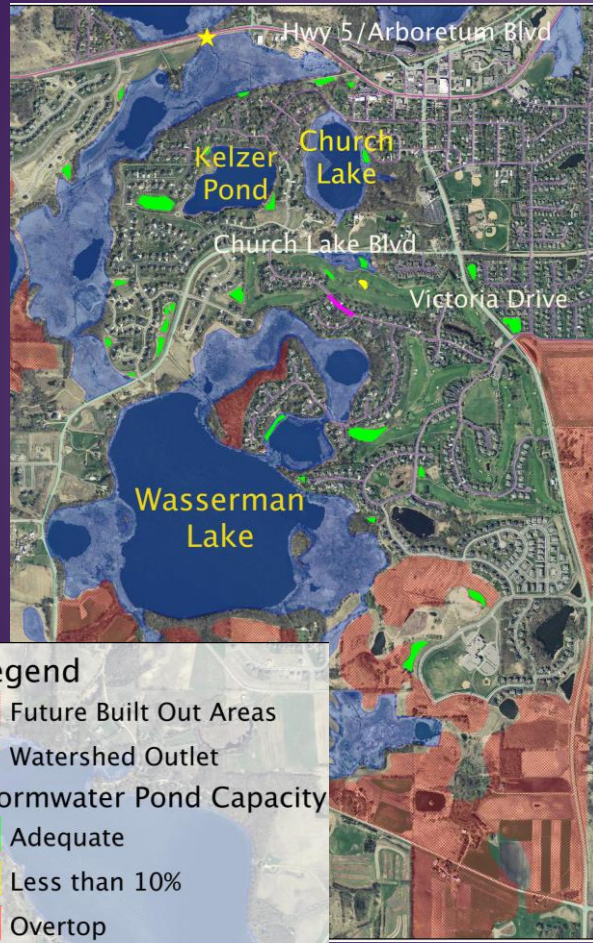 Hwy 5/Arboretum Blvd
Church
Lake
Kelzer
Pond
Church Lake Blvd
Victoria Drive
Wasserman
Lake
egend
Future Built Out Areas
Watershed Outlet
ormwater Pond Capacity
Adequate
Less than 10%
Overtop